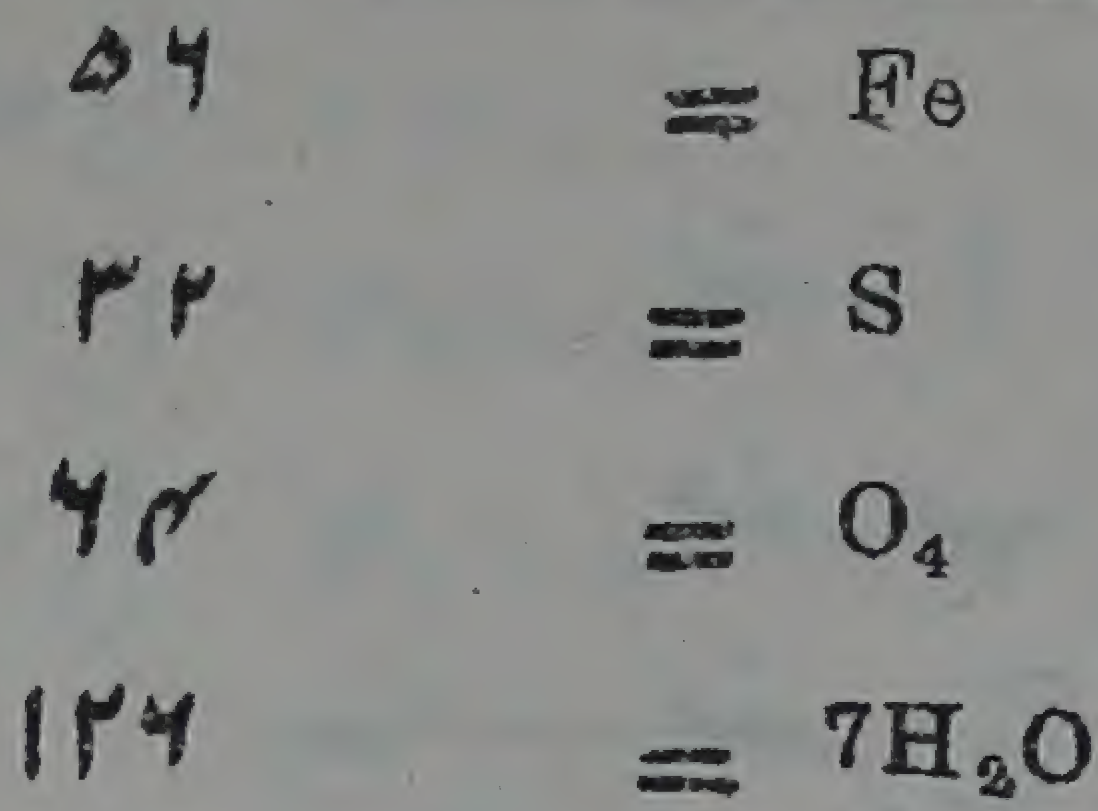 ۵۶ = Fe
۳۲ = S
۶۴ = O₄
۱۲۶ = 7H₂O